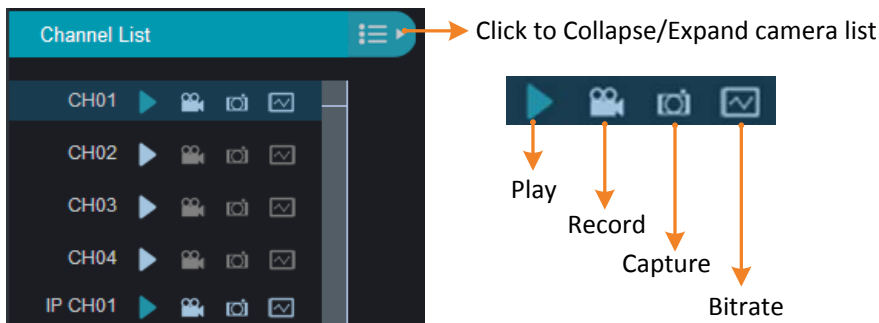 Channel List
Click to Collapse/Expand camera list
CH01
CH02
CH03
CH04
IP CH01
Play
Record
Capture
Bitrate